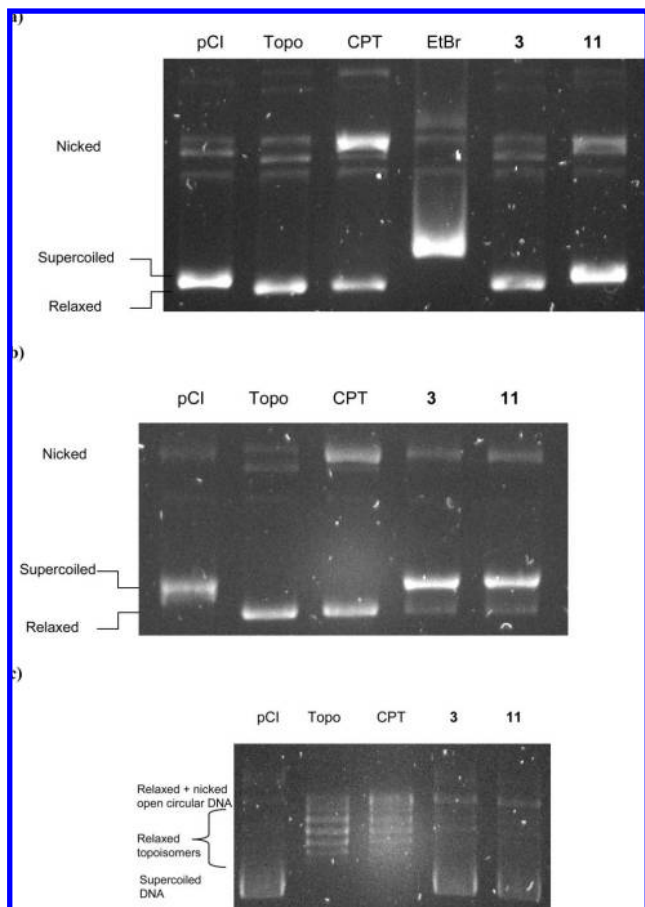 a)
pCI Topo CPT EtBr 3 11
Nicked
Supercoiled
Relaxed
b)
pCI Topo CPT 3 11
Nicked
Supercoiled
Relaxed
c)
pCI Topo CPT 3 11
Relaxed + nicked
open circular DNA
Relaxed
topoisomers
Supercoiled
DNA